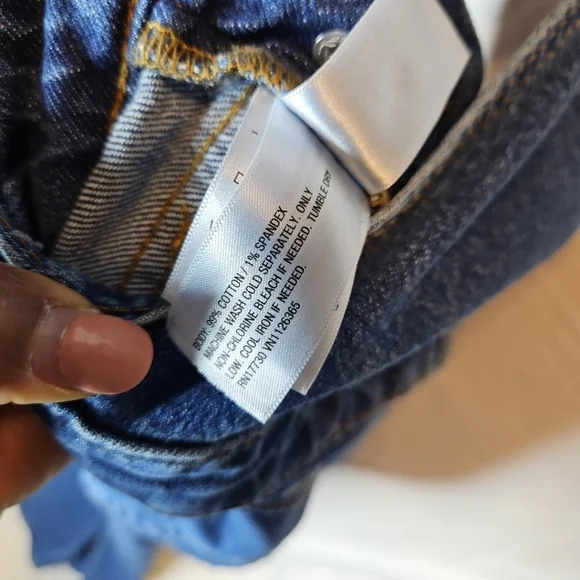 BODY: 99% COTTON / 1% SPANDEX
MACHINE WASH COLD SEPARATELY. ONLY
NON-CHLORINE BLEACH IF NEEDED. TUMBLE DRY
LOW. COOL IRON IF NEEDED.
RN17730 VN1126365